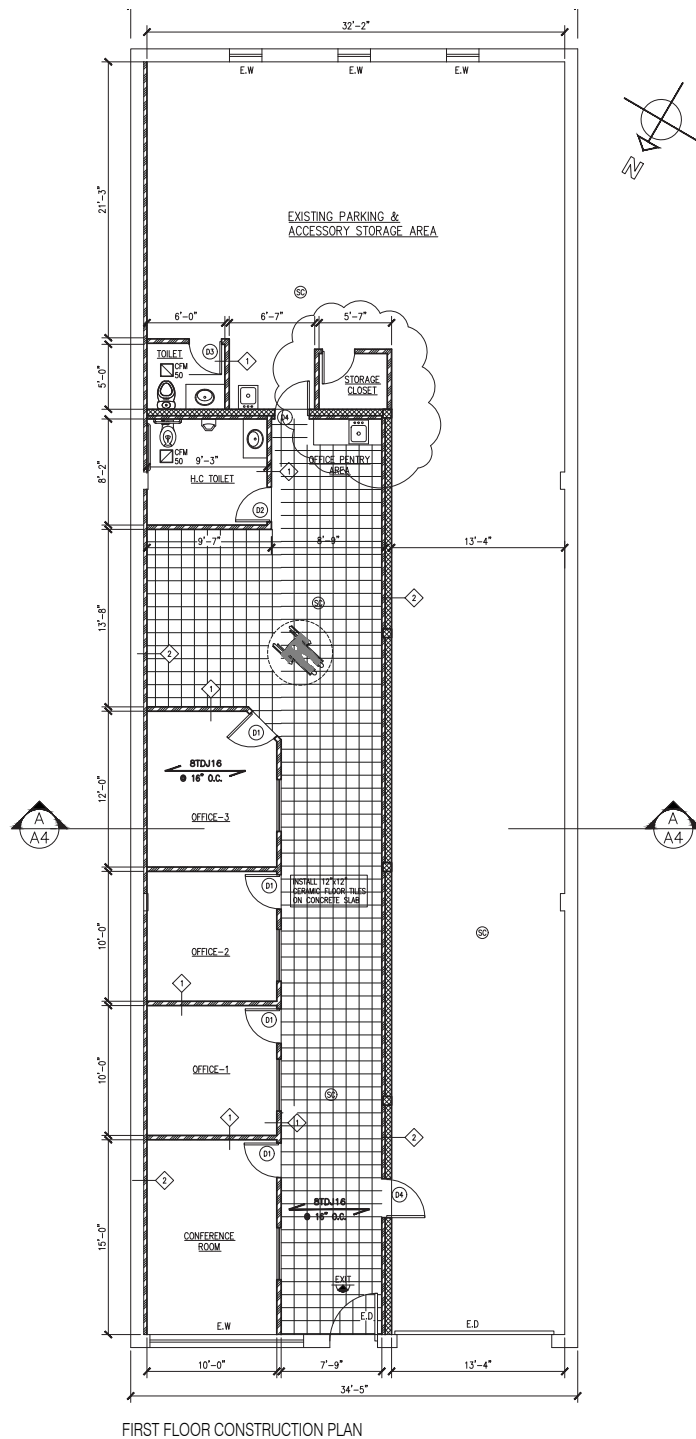 32'-2"
E.W
E.W
E.W
N
21'-3"
EXISTING PARKING &
ACCESSORY STORAGE AREA
SC
6'-0"
6'-7"
5'-7"
TOILET
D3
1
CFM
50
STORAGE
CLOSET
5'-0"
D4
OFFICE PENTRY
AREA
CFM
50
9'-3"
1
H.C TOILET
8'-2"
D2
9'-7"
8'-9"
13'-4"
SC
2
13'-8"
2
1
D1
8TDJ16
@ 16" O.C.
12'-0"
OFFICE-3
A
A4
A
A4
D1
INSTALL 12"x12"
CERAMIC FLOOR TILES
ON CONCRETE SLAB
SC
10'-0"
OFFICE-2
1
D1
10'-0"
OFFICE-1
SC
1
1
2
D1
2
8TDJ16
@ 16" O.C.
D4
15'-0"
CONFERENCE
ROOM
EXIT
E.D
E.W
E.D
10'-0"
7'-9"
13'-4"
34'-5"
FIRST FLOOR CONSTRUCTION PLAN